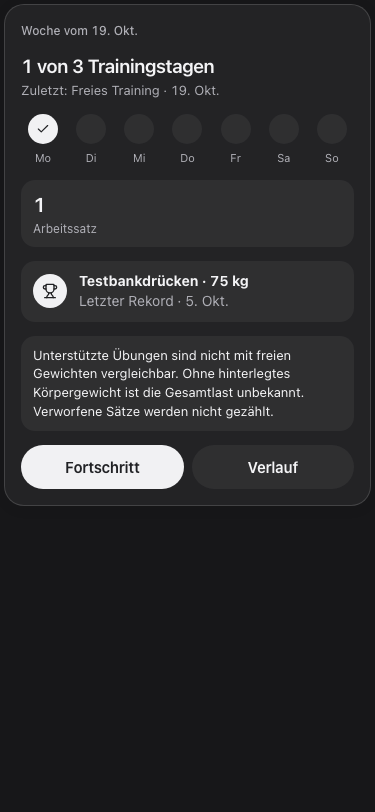 Woche vom 19. Okt.
1 von 3 Trainingstagen
Zuletzt: Freies Training · 19. Okt.
Mo Di Mi Do Fr Sa So
1
Arbeitssatz
Testbankdrücken · 75 kg
Letzter Rekord · 5. Okt.
Unterstützte Übungen sind nicht mit freien
Gewichten vergleichbar. Ohne hinterlegtes
Körpergewicht ist die Gesamtlast unbekannt.
Verworfene Sätze werden nicht gezählt.
Fortschritt Verlauf